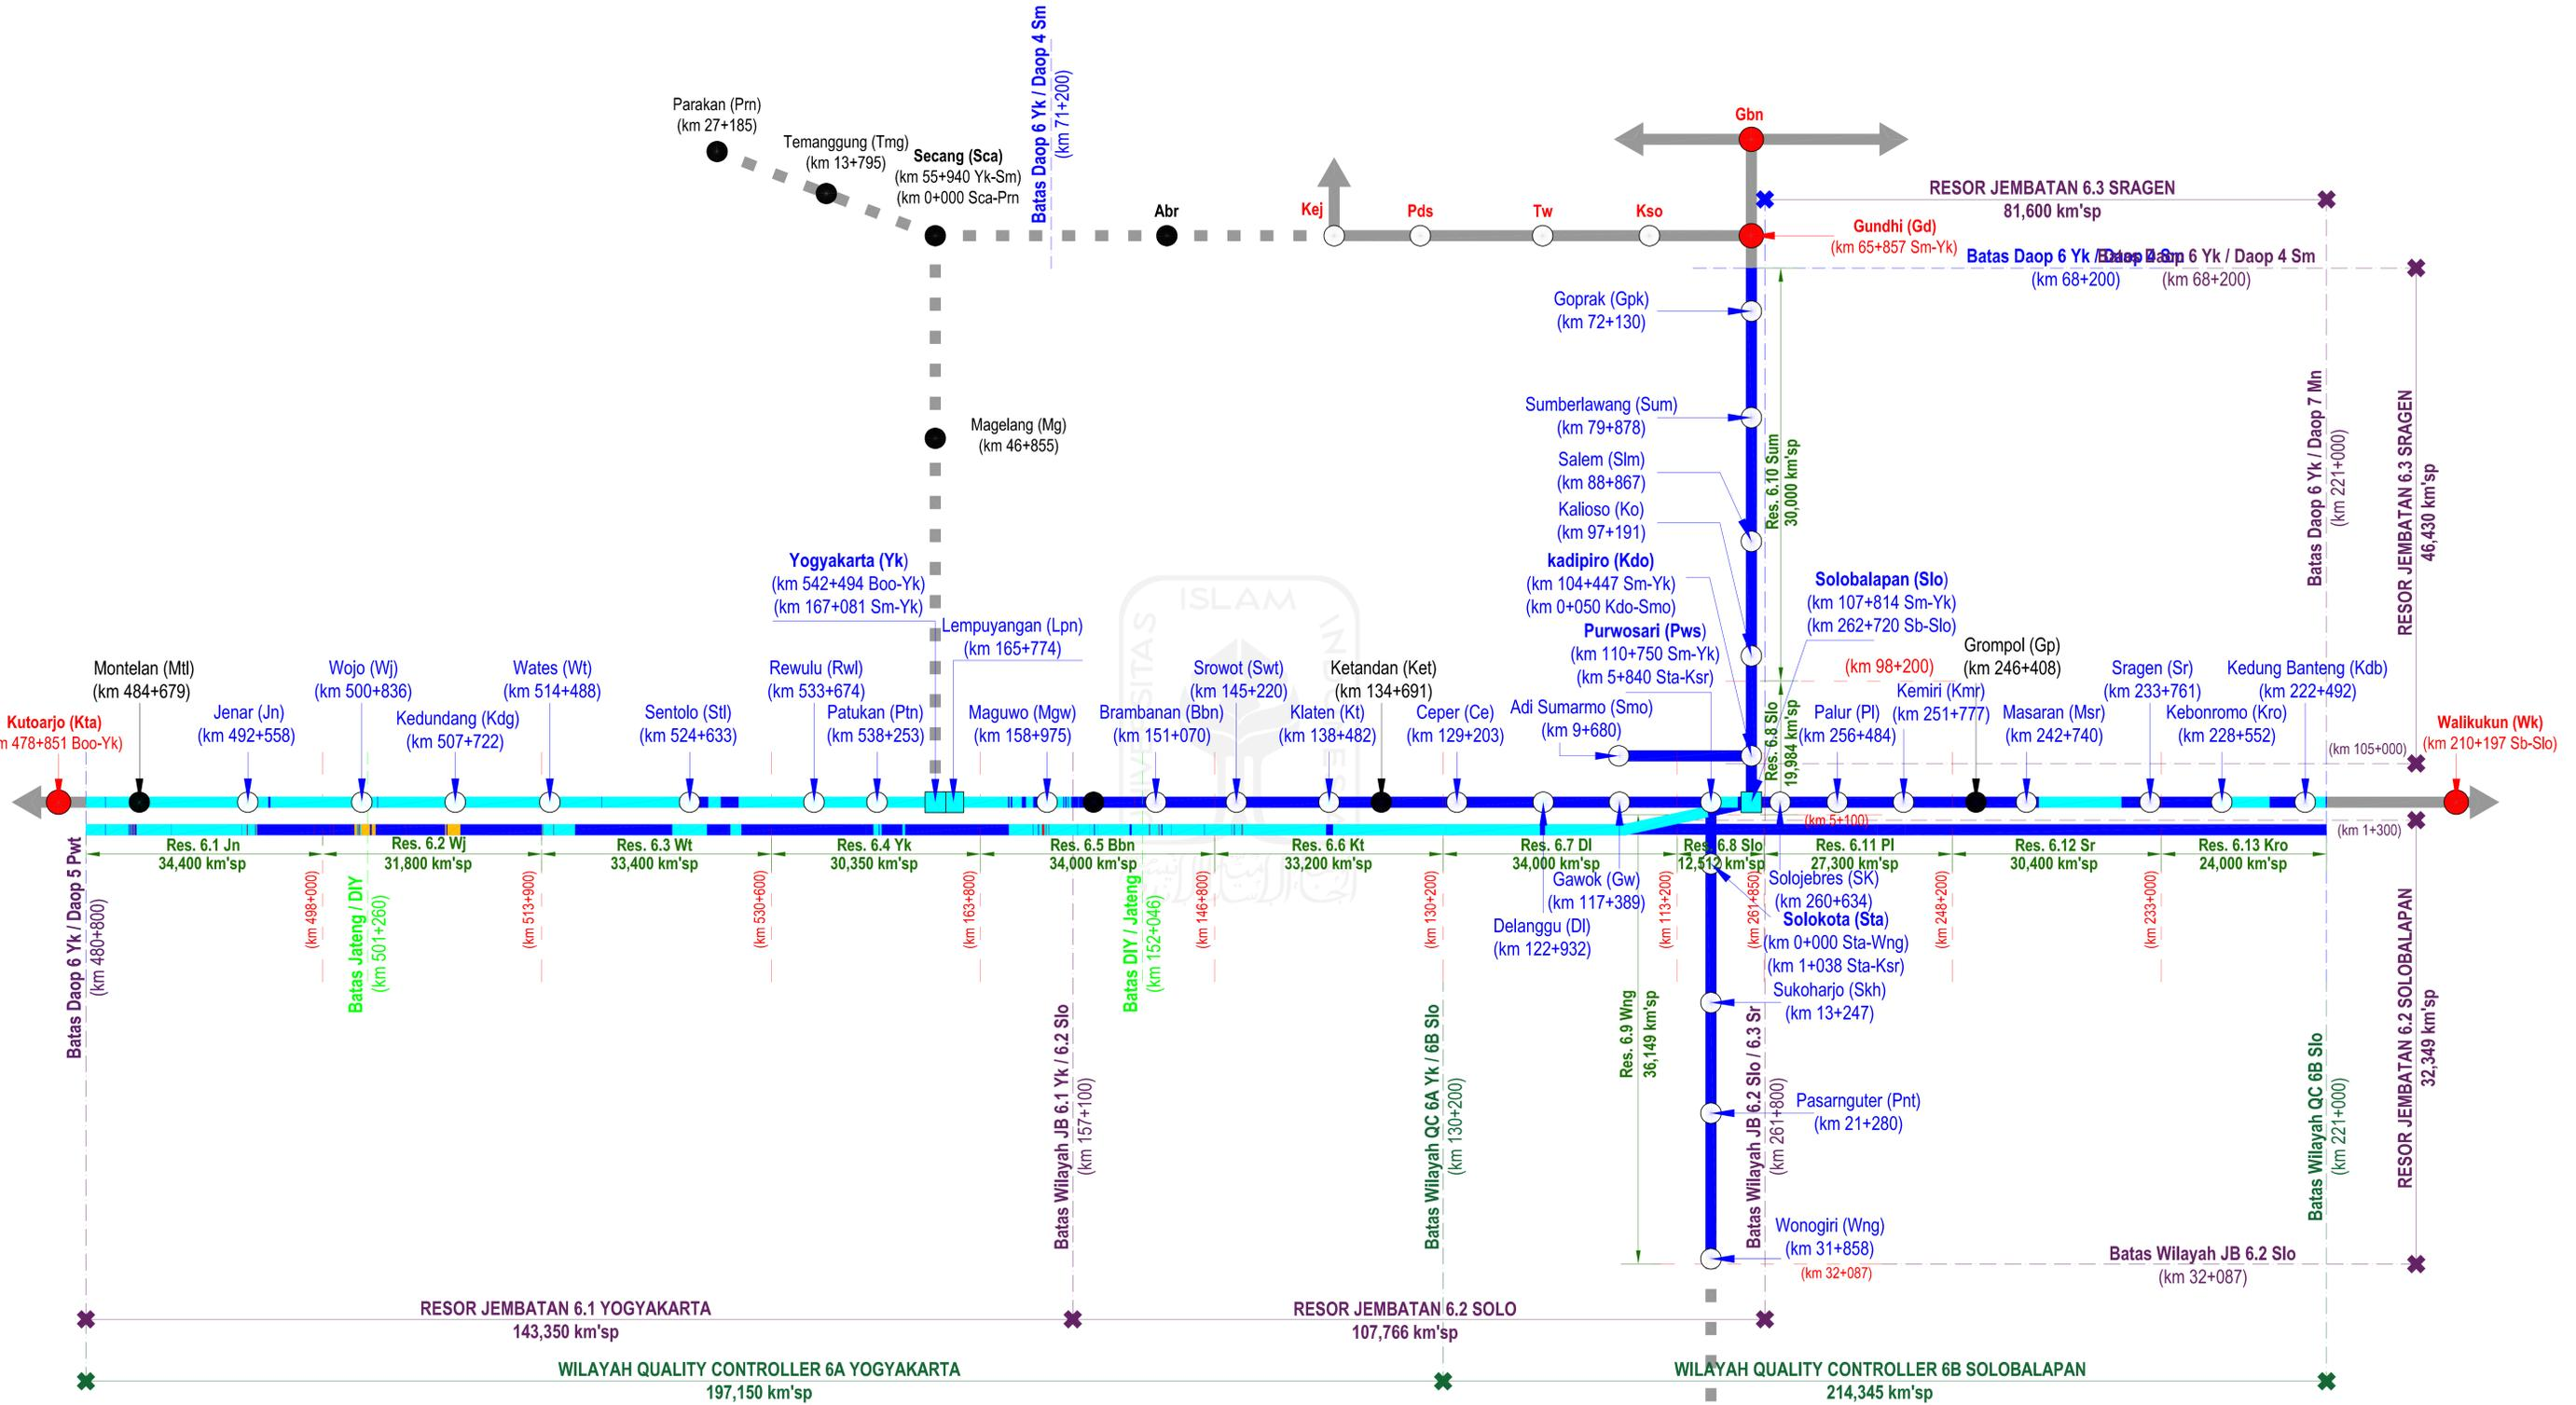 Batas Daop 6 Yk / Daop 4 Sm
(km 71+200)
Parakan (Prn)
(km 27+185)
Temanggung (Tmg)
(km 13+795)
Secang (Sca)
(km 55+940 Yk-Sm)
(km 0+000 Sca-Prn
Abr
Kej
Pds
Tw
Kso
Gbn
Gundhi (Gd)
(km 65+857 Sm-Yk)
RESOR JEMBATAN 6.3 SRAGEN
81,600 km'sp
Batas Daop 6 Yk / Daop 4 Sm
(km 68+200)
Batas Daop 6 Yk / Daop 4 Sm
(km 68+200)
Goprak (Gpk)
(km 72+130)
Sumberlawang (Sum)
(km 79+878)
Salem (Slm)
(km 88+867)
Kalioso (Ko)
(km 97+191)
kadipiro (Kdo)
(km 104+447 Sm-Yk)
(km 0+050 Kdo-Smo)
Purwosari (Pws)
(km 110+750 Sm-Yk)
(km 5+840 Sta-Ksr)
Adi Sumarmo (Smo)
(km 9+680)
Res. 6.10 Sum
30,000 km'sp
Res. 6.8 Slo
19,984 km'sp
Solobalapan (Slo)
(km 107+814 Sm-Yk)
(km 262+720 Sb-Slo)
(km 98+200)
Batas Daop 6 Yk / Daop 7 Mn
(km 221+000)
RESOR JEMBATAN 6.3 SRAGEN
46,430 km'sp
Magelang (Mg)
(km 46+855)
ISLAM
UNIVERSITAS
Yogyakarta (Yk)
(km 542+494 Boo-Yk)
(km 167+081 Sm-Yk)
Lempuyangan (Lpn)
(km 165+774)
Kutoarjo (Kta)
m 478+851 Boo-Yk)
Montelan (Mtl)
(km 484+679)
Jenar (Jn)
(km 492+558)
Wojo (Wj)
(km 500+836)
Kedundang (Kdg)
(km 507+722)
Wates (Wt)
(km 514+488)
Sentolo (Stl)
(km 524+633)
Rewulu (Rwl)
(km 533+674)
Patukan (Ptn)
(km 538+253)
Maguwo (Mgw)
(km 158+975)
Brambanan (Bbn)
(km 151+070)
Srowot (Swt)
(km 145+220)
Klaten (Kt)
(km 138+482)
Ketandan (Ket)
(km 134+691)
Ceper (Ce)
(km 129+203)
Palur (Pl)
(km 256+484)
Kemiri (Kmr)
(km 251+777)
Grompol (Gp)
(km 246+408)
Masaran (Msr)
(km 242+740)
Sragen (Sr)
(km 233+761)
Kebonromo (Kro)
(km 228+552)
Kedung Banteng (Kdb)
(km 222+492)
(km 105+000)
Walikukun (Wk)
(km 210+197 Sb-Slo)
(km 5+100)
(km 1+300)
Res. 6.1 Jn
34,400 km'sp
Res. 6.2 Wj
31,800 km'sp
Res. 6.3 Wt
33,400 km'sp
Res. 6.4 Yk
30,350 km'sp
Res. 6.5 Bbn
34,000 km'sp
Res. 6.6 Kt
33,200 km'sp
Res. 6.7 Dl
34,000 km'sp
Res. 6.8 Slo
12,512 km'sp
Res. 6.11 Pl
27,300 km'sp
Res. 6.12 Sr
30,400 km'sp
Res. 6.13 Kro
24,000 km'sp
Batas Daop 6 Yk / Daop 5 Pwt
(km 480+800)
(km 498+000)
Batas Jateng / DIY
(km 501+260)
(km 513+900)
(km 530+600)
(km 163+800)
Batas DIY / Jateng
(km 152+046)
(km 146+800)
(km 130+200)
(km 113+200)
(km 261+850)
(km 248+200)
(km 233+000)
Gawok (Gw)
(km 117+389)
Delanggu (Dl)
(km 122+932)
Solojebres (SK)
(km 260+634)
Solokota (Sta)
(km 0+000 Sta-Wng)
(km 1+038 Sta-Ksr)
Sukoharjo (Skh)
(km 13+247)
Pasarnguter (Pnt)
(km 21+280)
Wonogiri (Wng)
(km 31+858)
(km 32+087)
Res. 6.9 Wng
36,149 km'sp
Batas Wilayah JB 6.1 Yk / 6.2 Slo
(km 157+100)
Batas Wilayah QC 6A Yk / 6B Slo
(km 130+200)
Batas Wilayah JB 6.2 Slo / 6.3 Sr
(km 261+800)
Batas Wilayah QC 6B Slo
(km 221+000)
RESOR JEMBATAN 6.2 SOLOBALAPAN
32,349 km'sp
Batas Wilayah JB 6.2 Slo
(km 32+087)
RESOR JEMBATAN 6.1 YOGYAKARTA
143,350 km'sp
RESOR JEMBATAN 6.2 SOLO
107,766 km'sp
WILAYAH QUALITY CONTROLLER 6A YOGYAKARTA
197,150 km'sp
WILAYAH QUALITY CONTROLLER 6B SOLOBALAPAN
214,345 km'sp